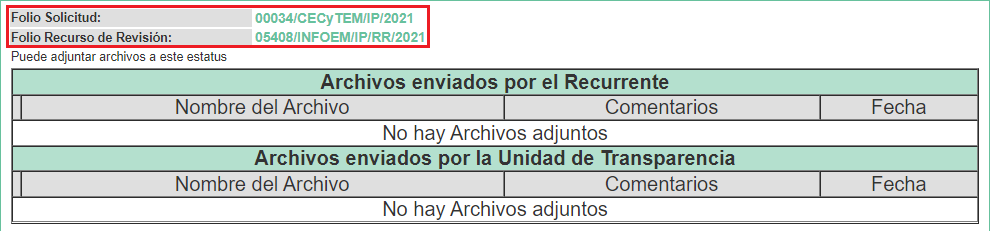 Folio Solicitud: 00034/CECyTEM/IP/2021
Folio Recurso de Revisión: 05408/INFOEM/IP/RR/2021
Puede adjuntar archivos a este estatus
Archivos enviados por el Recurrente
Nombre del Archivo Comentarios Fecha
No hay Archivos adjuntos
Archivos enviados por la Unidad de Transparencia
Nombre del Archivo Comentarios Fecha
No hay Archivos adjuntos